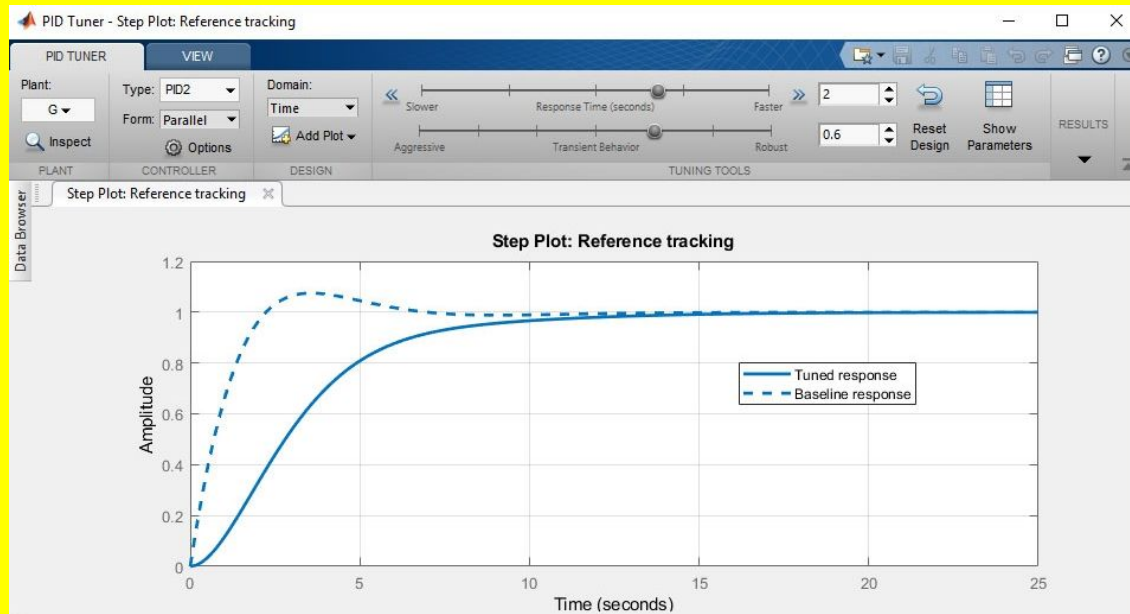 PID Tuner - Step Plot: Reference tracking
PID TUNER VIEW
Plant:
G
Inspect
PLANT
Type: PID2
Form: Parallel
Options
CONTROLLER
Domain:
Time
Add Plot
DESIGN
Slower Response Time (seconds) Faster 2
Aggressive Transient Behavior Robust 0.6
Reset
Design
Show
Parameters
TUNING TOOLS
RESULTS
Data Browser
Step Plot: Reference tracking
Step Plot: Reference tracking
Amplitude
1.2
1
0.8
0.6
0.4
0.2
0
Tuned response
Baseline response
0 5 10 15 20 25
Time (seconds)